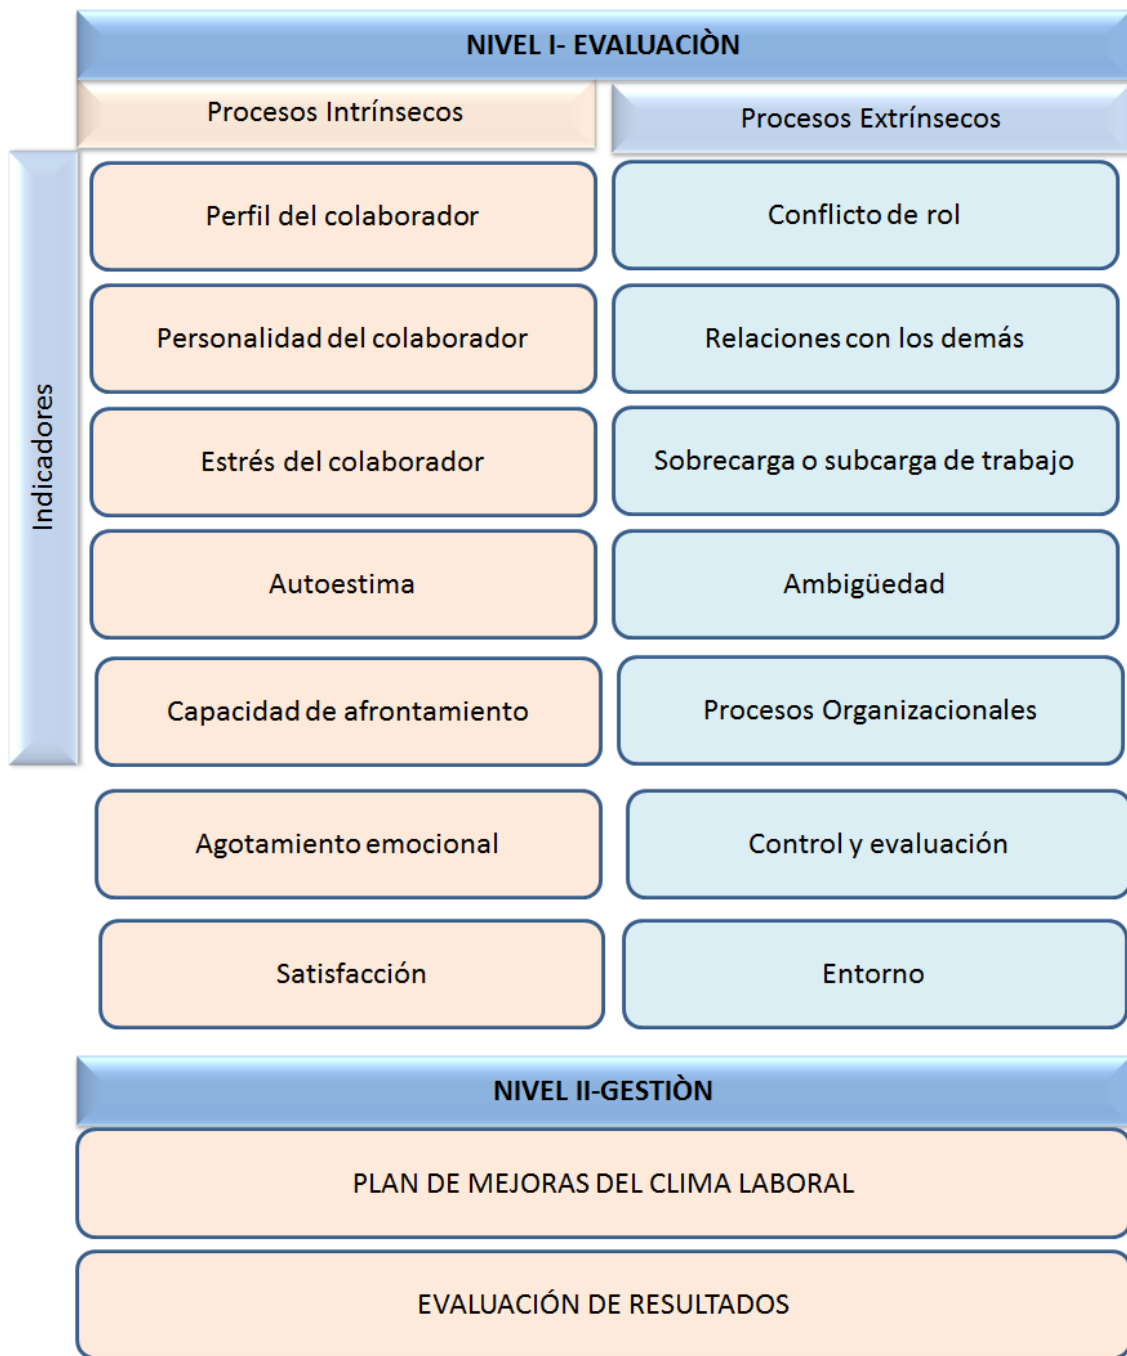 NIVEL I- EVALUACIÒN
Procesos Intrínsecos
Procesos Extrínsecos
Indicadores
Perfil del colaborador
Conflicto de rol
Personalidad del colaborador
Relaciones con los demás
Estrés del colaborador
Sobrecarga o subcarga de trabajo
Autoestima
Ambigüedad
Capacidad de afrontamiento
Procesos Organizacionales
Agotamiento emocional
Control y evaluación
Satisfacción
Entorno
NIVEL II-GESTIÒN
PLAN DE MEJORAS DEL CLIMA LABORAL
EVALUACIÓN DE RESULTADOS